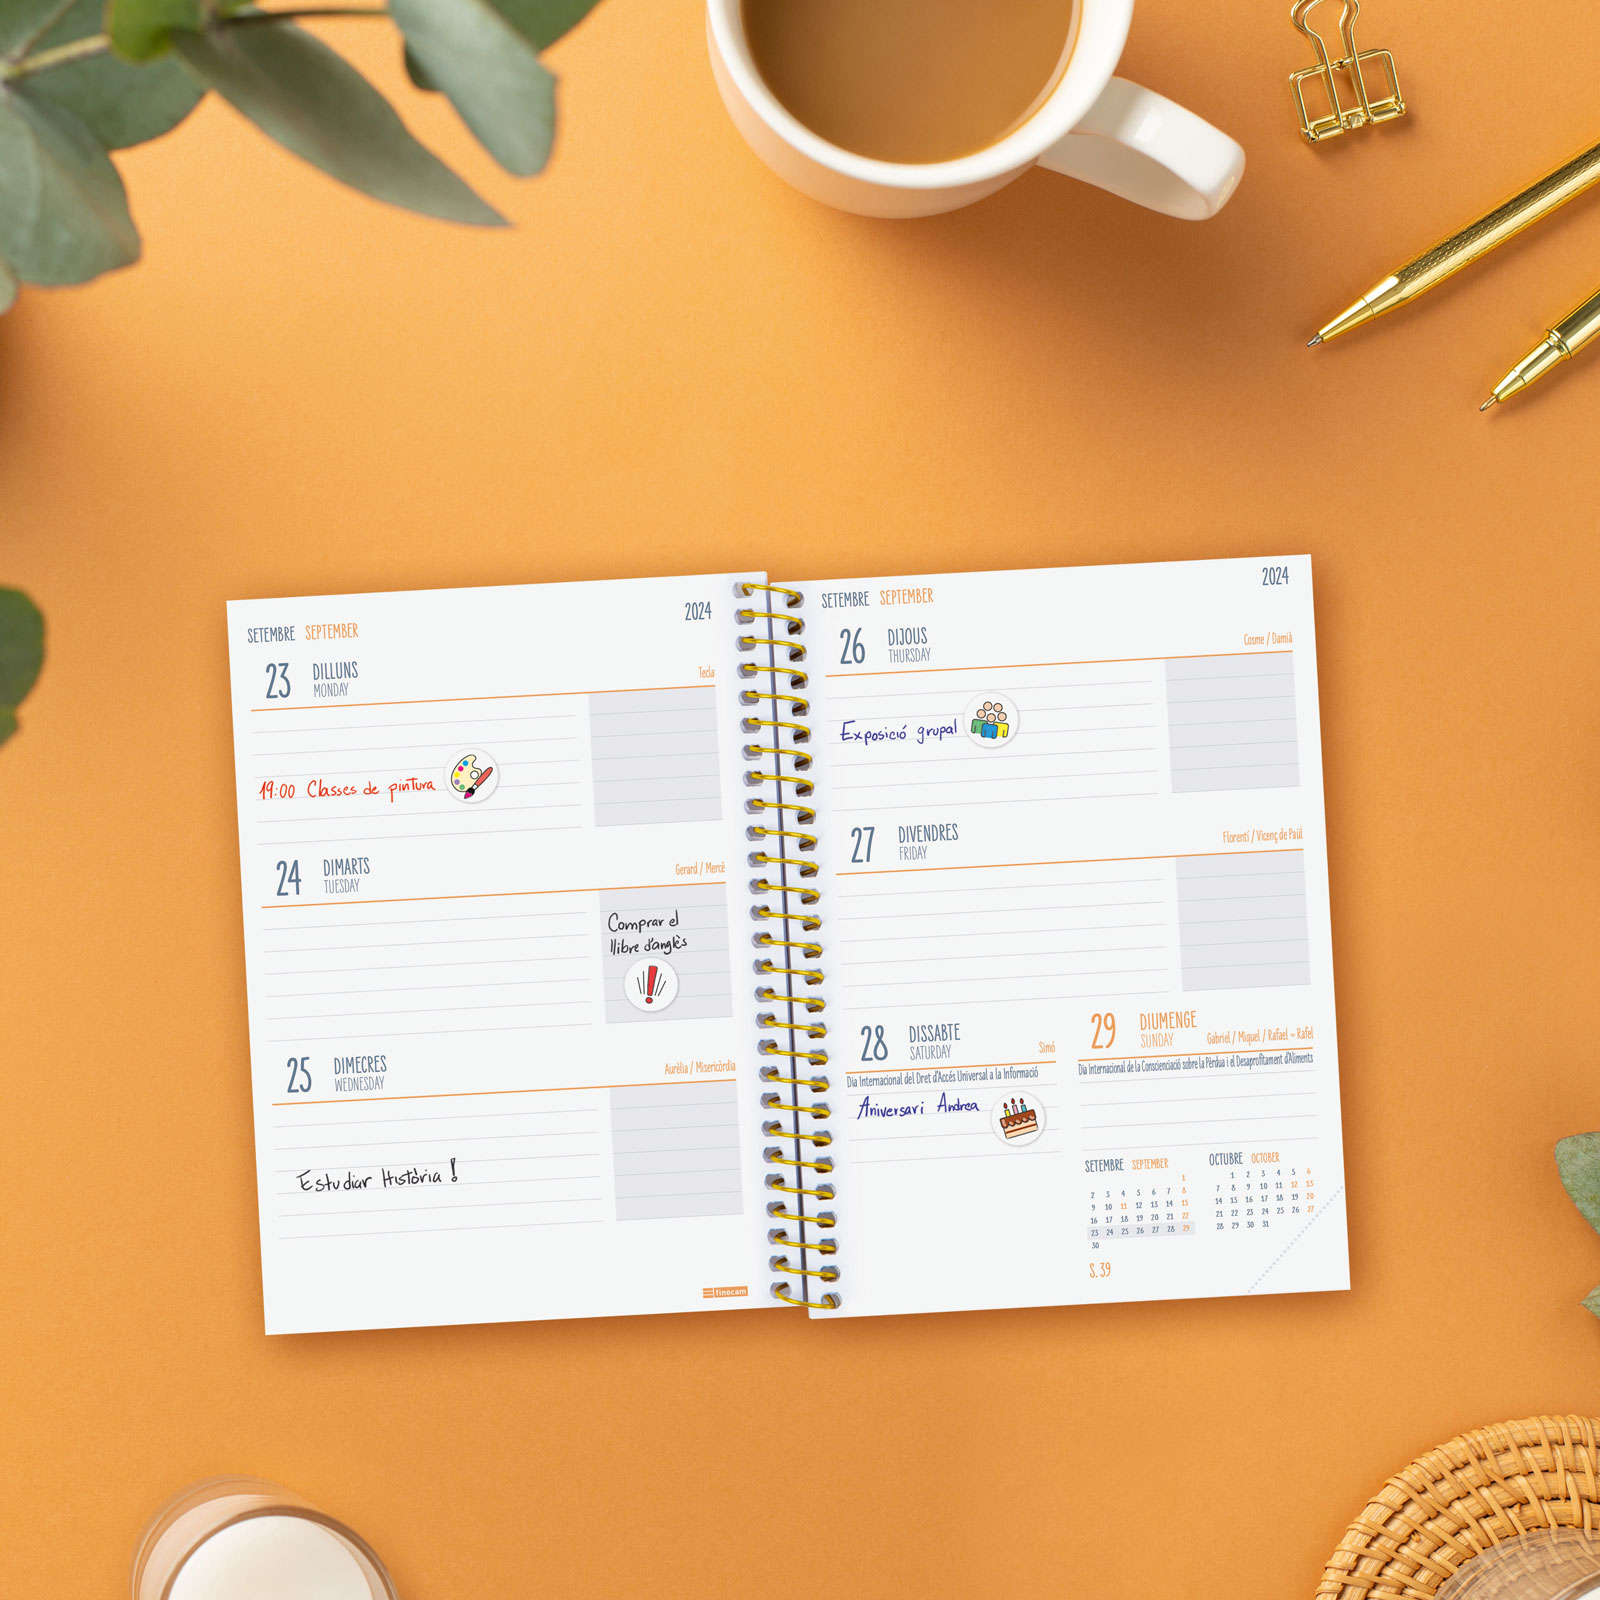 SETEMBRE SEPTEMBER 2024
23 DILLUNS
MONDAY
Tecla
19:00 Classes de pintura
24 DIMARTS
TUESDAY
Gerard / Mercè
Comprar el
llibre d'anglès
25 DIMECRES
WEDNESDAY
Aurèlia / Misericòrdia
Estudiar Història !
finocam
SETEMBRE SEPTEMBER 2024
26 DIJOUS
THURSDAY
Cosme / Damià
Exposició grupal
27 DIVENDRES
FRIDAY
Florentí / Vicenç de Paül
28 DISSABTE
SATURDAY
Simó
Dia Internacional del Dret d'Accés Universal a la Informació
Aniversari Andrea
29 DIUMENGE
SUNDAY
Gabriel / Miquel / Rafael = Rafel
Dia Internacional de la Conscienciació sobre la Pèrdua i el Desaprofitament d'Aliments
SETEMBRE SEPTEMBER
1
2 3 4 5 6 7 8
9 10 11 12 13 14 15
16 17 18 19 20 21 22
23 24 25 26 27 28 29
30
S. 39
OCTUBRE OCTOBER
1 2 3 4 5 6
7 8 9 10 11 12 13
14 15 16 17 18 19 20
21 22 23 24 25 26 27
28 29 30 31